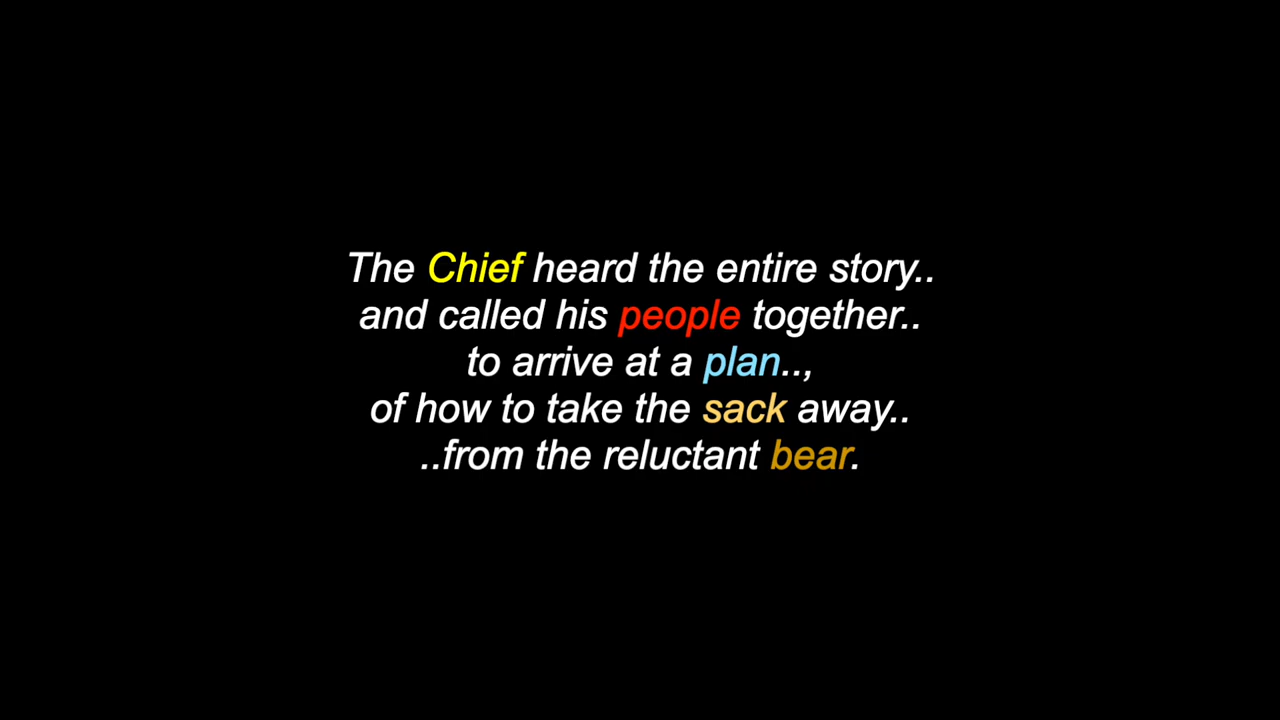 The Chief heard the entire story..
and called his people together..
to arrive at a plan..,
of how to take the sack away..
..from the reluctant bear.